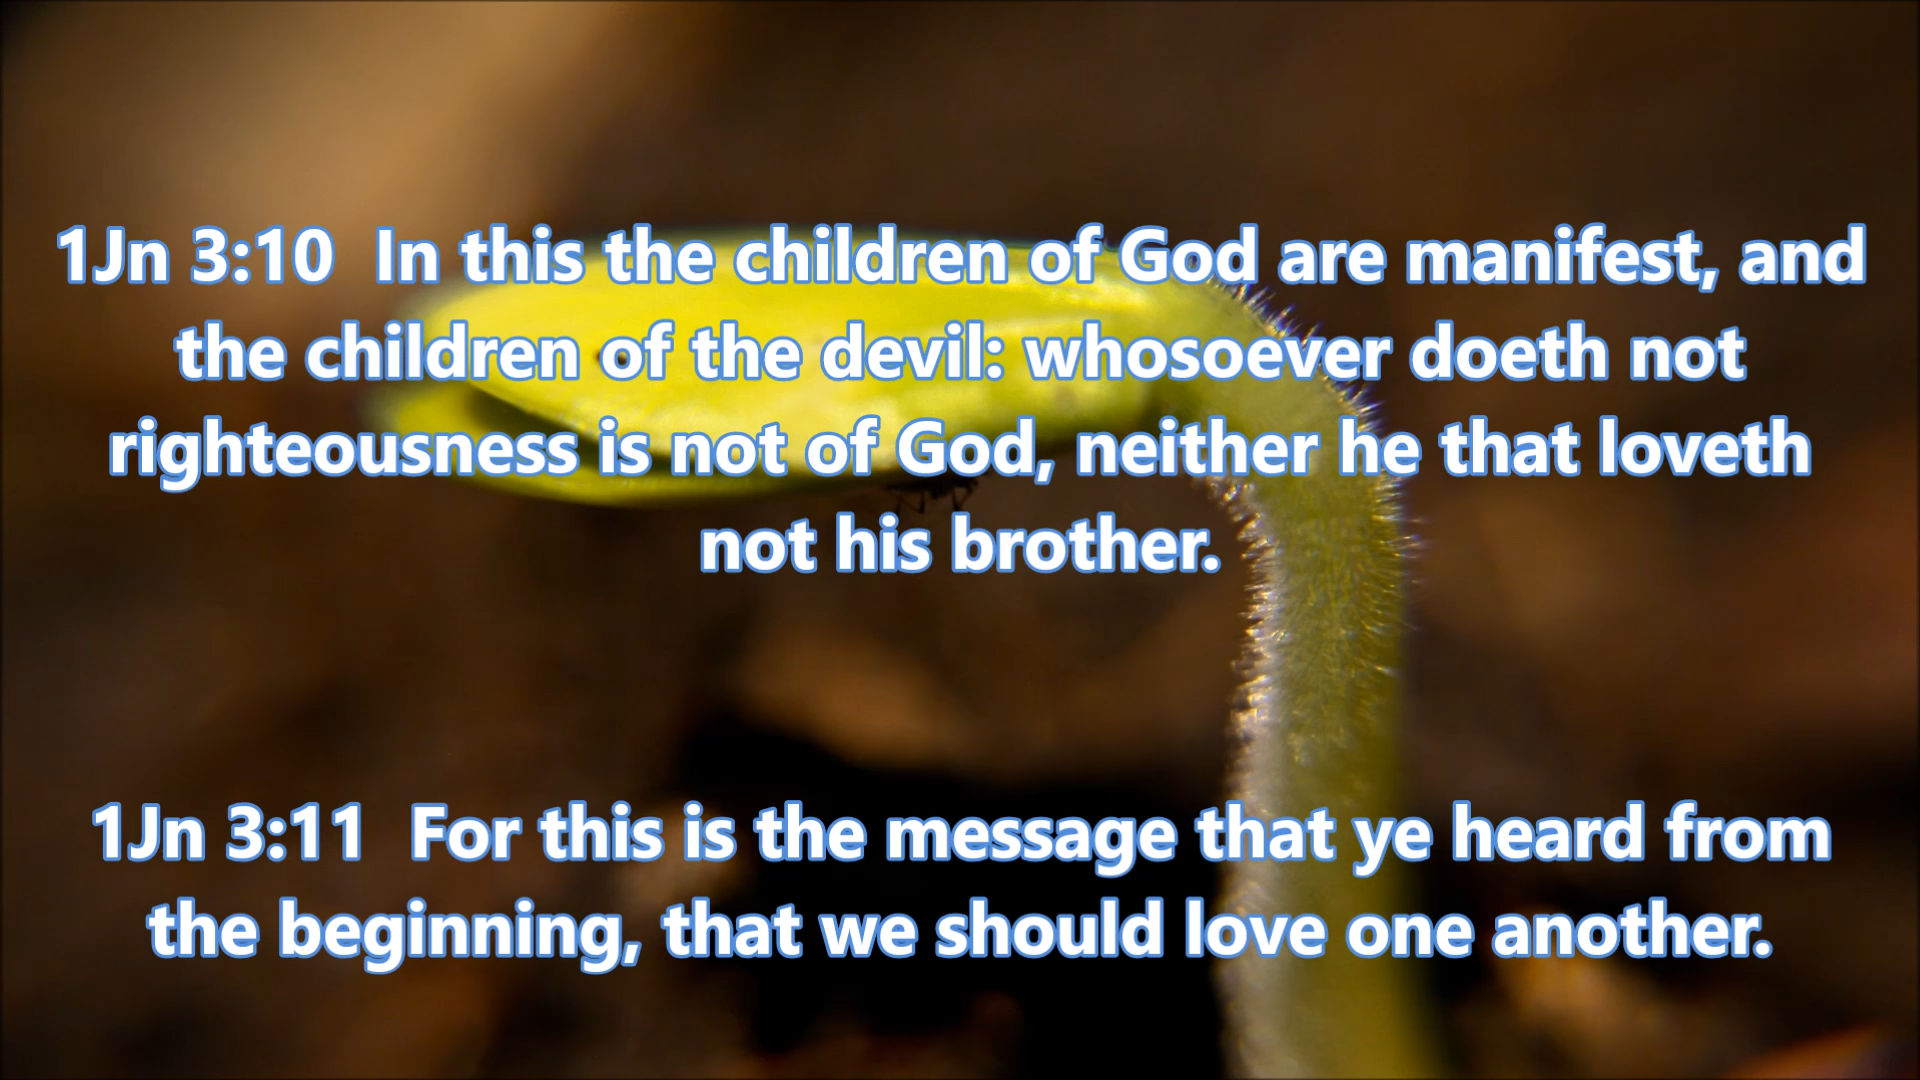 1Jn 3:10  In this the children of God are manifest, and
the children of the devil: whosoever doeth not
righteousness is not of God, neither he that loveth
not his brother.
1Jn 3:11  For this is the message that ye heard from
the beginning, that we should love one another.